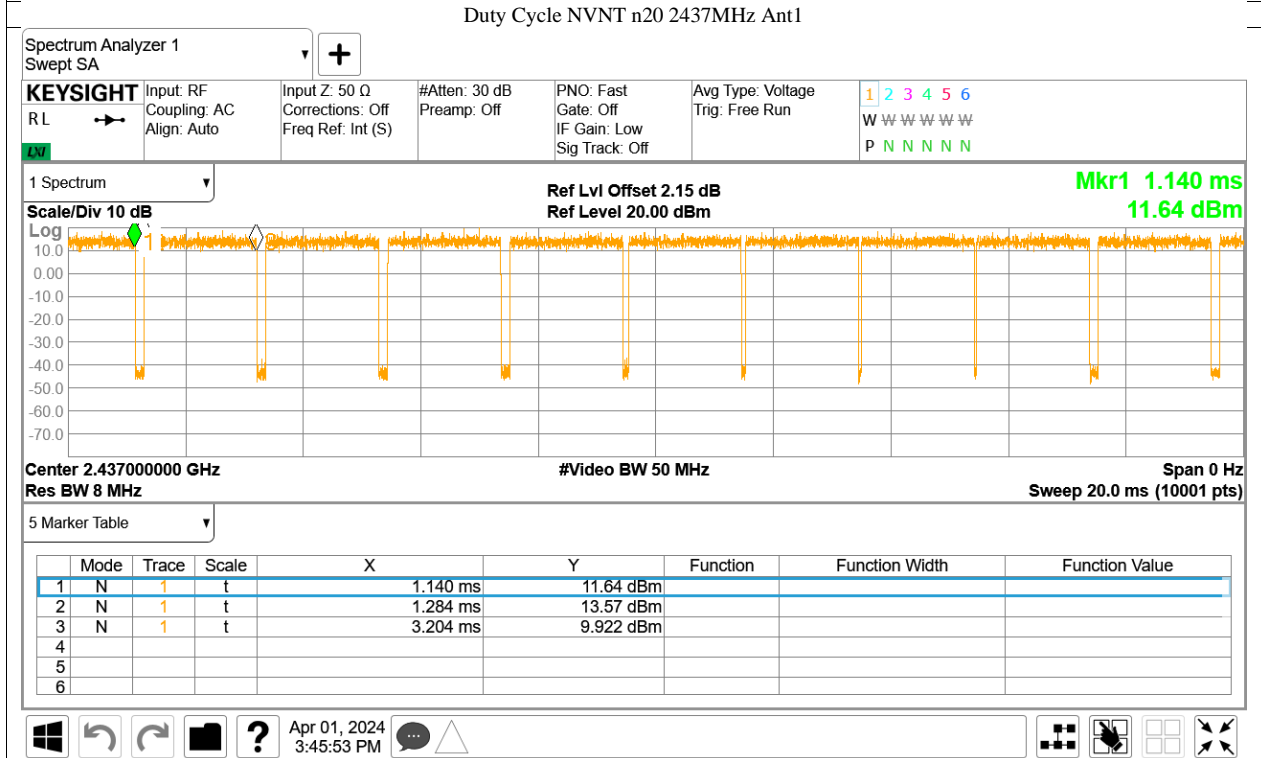 Duty Cycle NVNT n20 2437MHz Ant1
Spectrum Analyzer 1
Swept SA
KEYSIGHT
R L
LXI
Input: RF
Coupling: AC
Align: Auto
Input Z: 50 Ω
Corrections: Off
Freq Ref: Int (S)
#Atten: 30 dB
Preamp: Off
PNO: Fast
Gate: Off
IF Gain: Low
Sig Track: Off
Avg Type: Voltage
Trig: Free Run
1 2 3 4 5 6
W W W W W W
P N N N N N
1 Spectrum
Scale/Div 10 dB
Ref Lvl Offset 2.15 dB
Ref Level 20.00 dBm
Mkr1 1.140 ms
11.64 dBm
Log
10.0
0.00
-10.0
-20.0
-30.0
-40.0
-50.0
-60.0
-70.0
1
Center 2.437000000 GHz
#Video BW 50 MHz
Span 0 Hz
Res BW 8 MHz
Sweep 20.0 ms (10001 pts)
5 Marker Table
Mode Trace Scale X Y Function Function Width Function Value
1 N 1 t 1.140 ms 11.64 dBm
2 N 1 t 1.284 ms 13.57 dBm
3 N 1 t 3.204 ms 9.922 dBm
4
5
6
?
Apr 01, 2024
3:45:53 PM